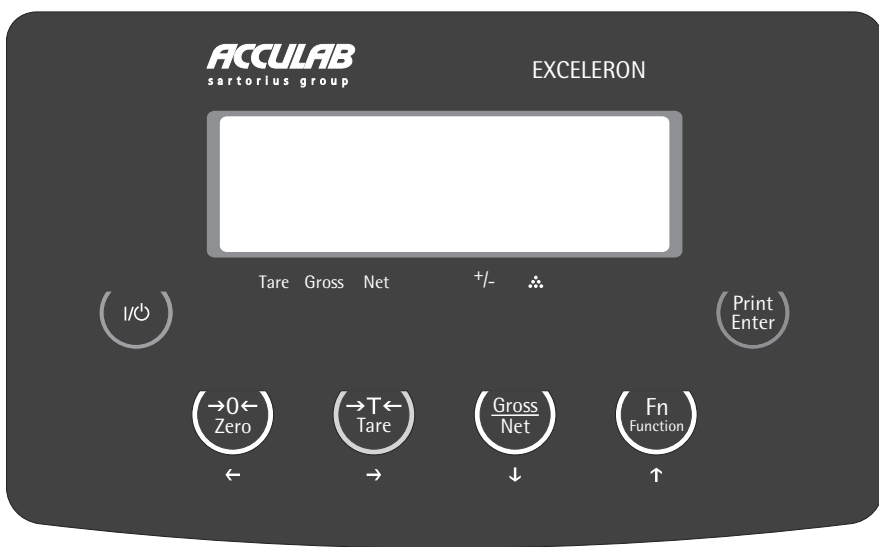 ACCULAB
sartorius group
EXCELERON
Tare Gross Net +/-
I/⏻
Print
Enter
→0←
Zero
→T←
Tare
Gross
Net
Fn
Function
← → ↓ ↑